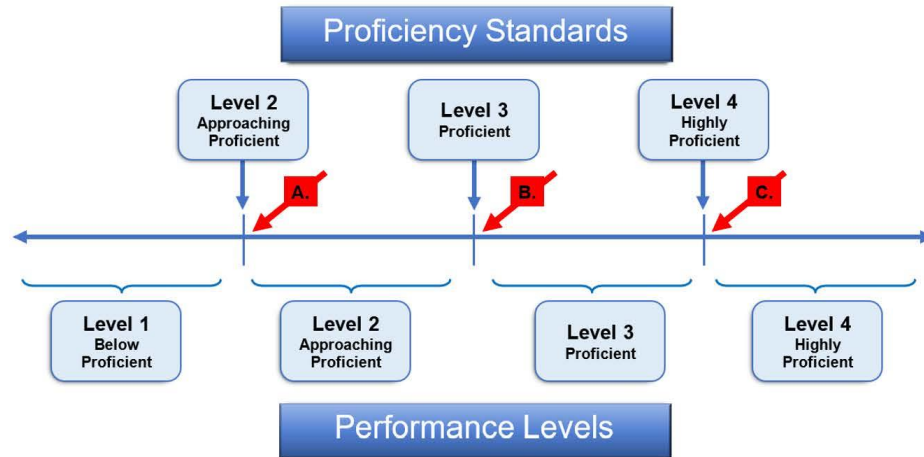 Proficiency Standards
Level 2
Approaching
Proficient
Level 3
Proficient
Level 4
Highly
Proficient
A.
B.
C.
Level 1
Below
Proficient
Level 2
Approaching
Proficient
Level 3
Proficient
Level 4
Highly
Proficient
Performance Levels